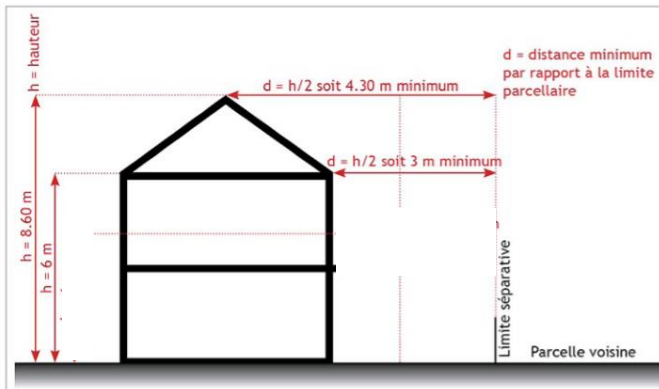 h = hauteur
d = distance minimum
par rapport à la limite
parcellaire
d = h/2 soit 4.30 m minimum
d = h/2 soit 3 m minimum
h = 8.60 m
h = 6 m
Limite séparative
Parcelle voisine